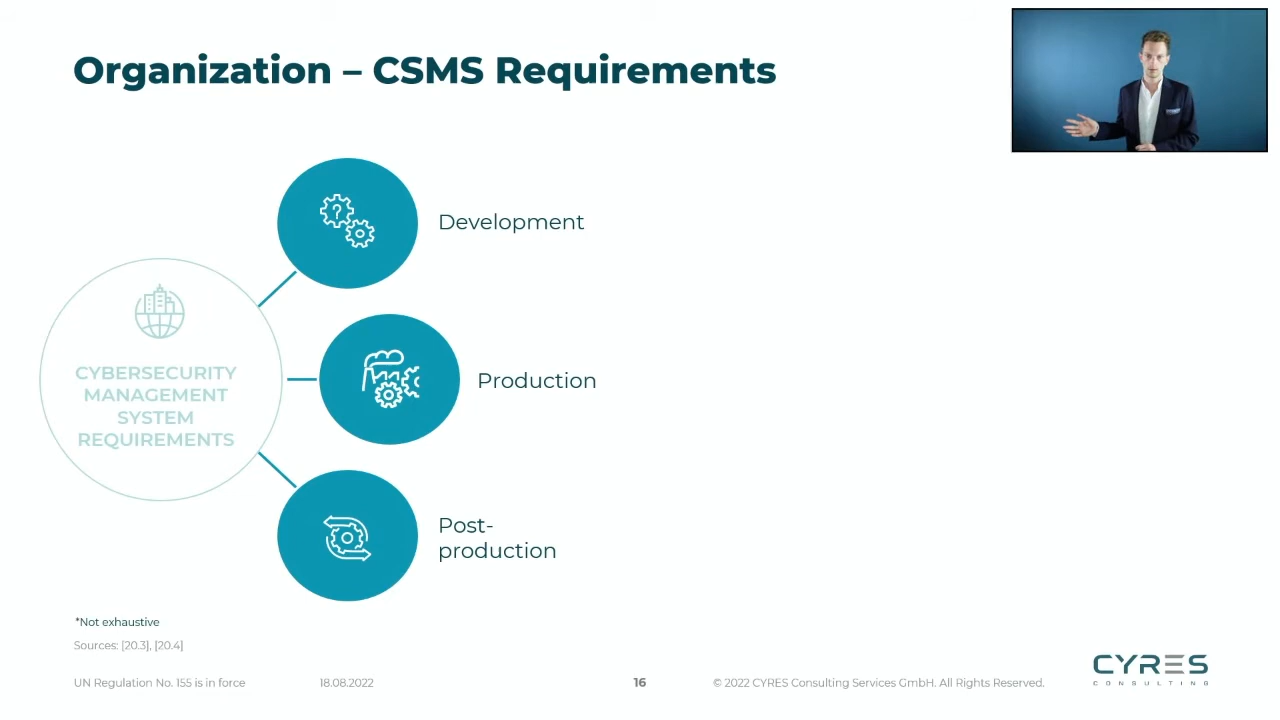 Organization – CSMS Requirements
Development
CYBERSECURITY
MANAGEMENT
SYSTEM
REQUIREMENTS
Production
Post-
production
*Not exhaustive
Sources: [20.3], [20.4]
UN Regulation No. 155 is in force
18.08.2022
16
© 2022 CYRES Consulting Services GmbH. All Rights Reserved.
CYRES
CONSULTING